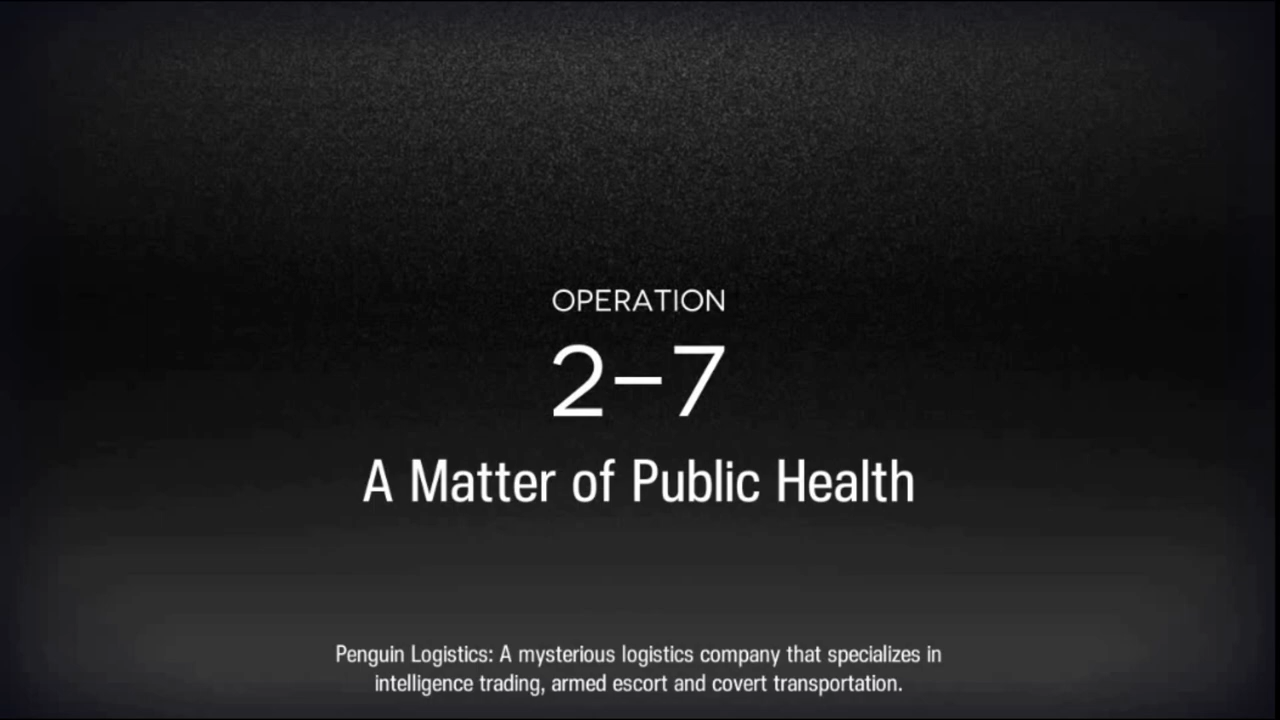 OPERATION
2-7
A Matter of Public Health
Penguin Logistics: A mysterious logistics company that specializes in
intelligence trading, armed escort and covert transportation.